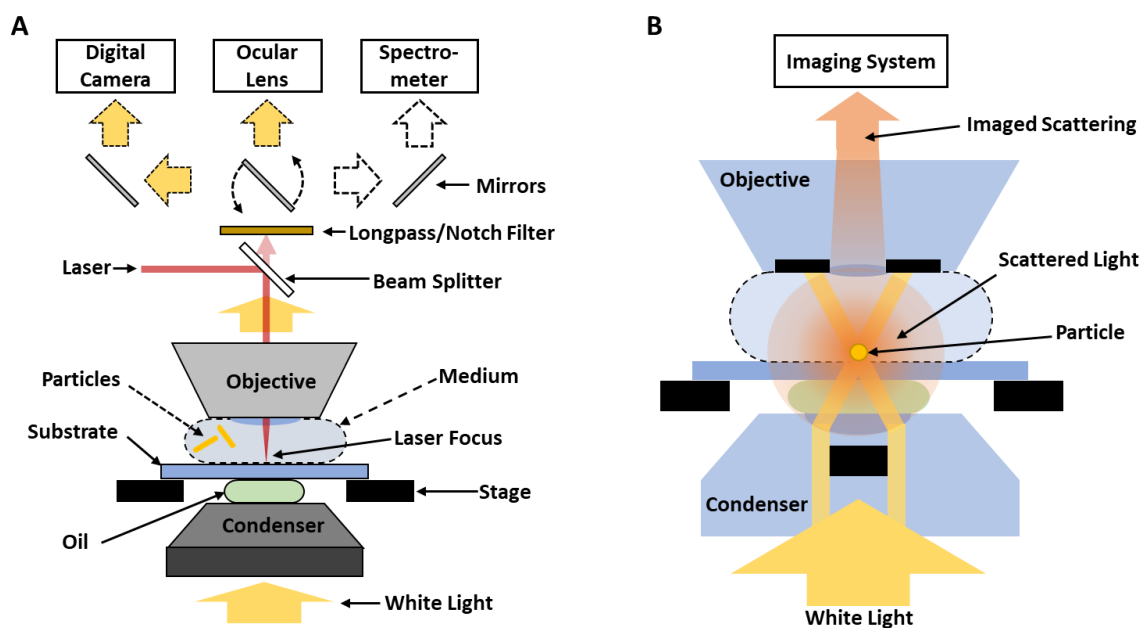 A
Digital
Camera
Ocular
Lens
Spectro-
meter
Mirrors
Longpass/Notch Filter
Laser
Beam Splitter
Objective
Particles
Medium
Substrate
Laser Focus
Stage
Oil
Condenser
White Light
B
Imaging System
Imaged Scattering
Objective
Scattered Light
Particle
Condenser
White Light